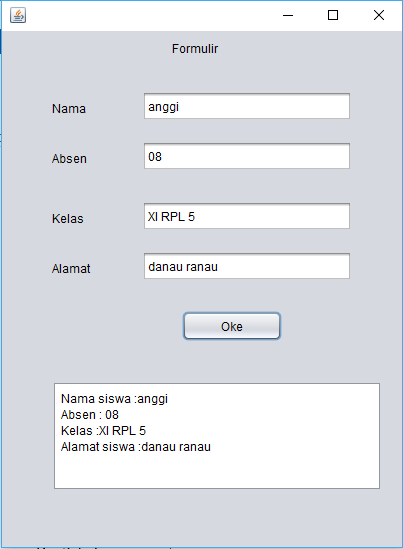 Formulir
Nama anggi
Absen 08
Kelas XI RPL 5
Alamat danau ranau
Oke
Nama siswa :anggi
Absen : 08
Kelas :XI RPL 5
Alamat siswa :danau ranau